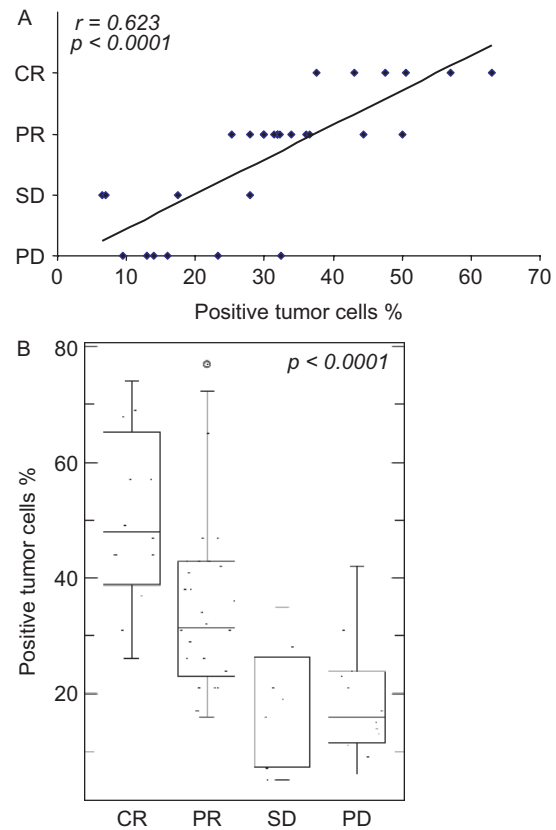 A
r = 0.623
p < 0.0001
CR
PR
SD
PD
0 10 20 30 40 50 60 70
Positive tumor cells %
B
p < 0.0001
80
60
40
20
Positive tumor cells %
CR PR SD PD